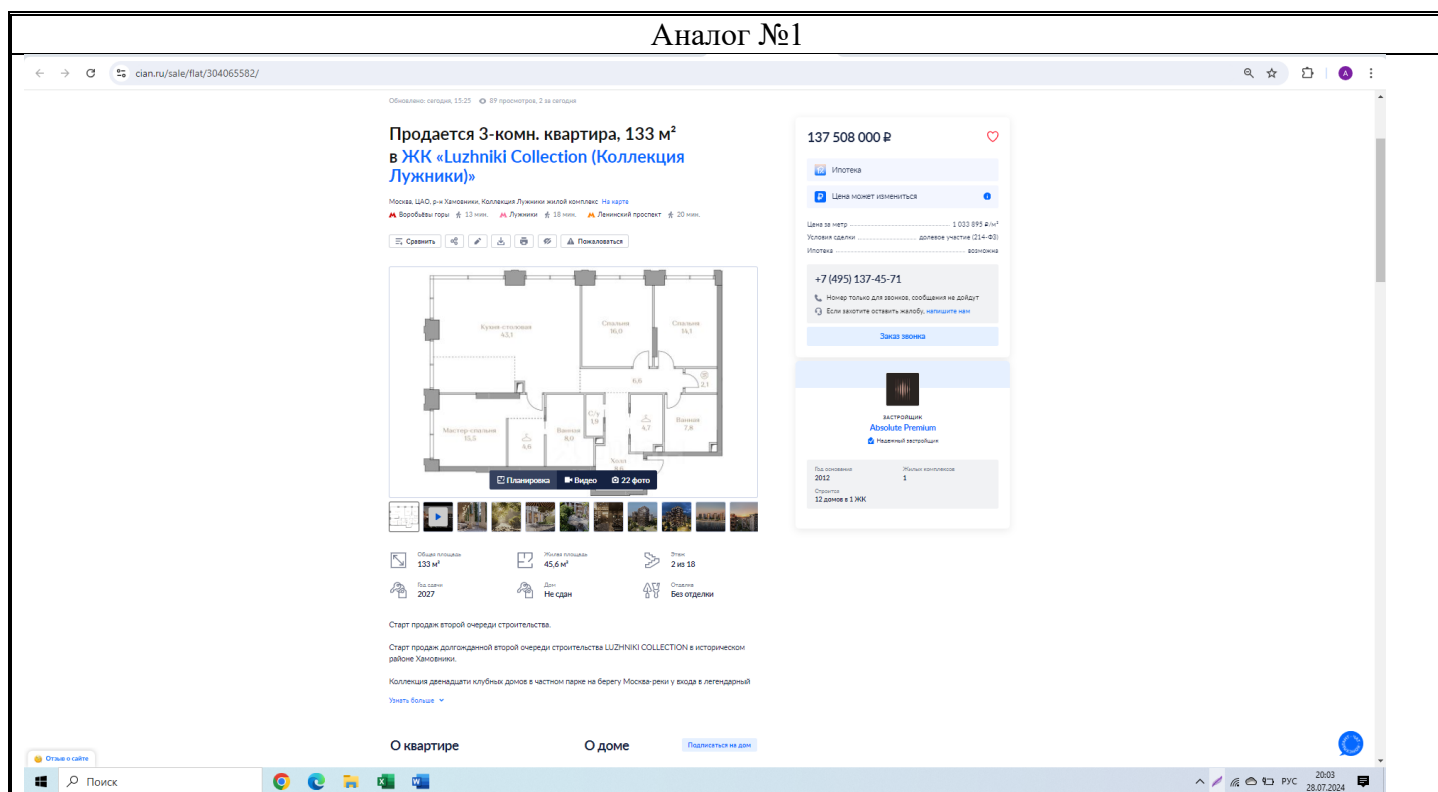 Аналог №1
cian.ru/sale/flat/304065582/
Обновлено: сегодня, 15:25 89 просмотров, 2 за сегодня
Продается 3-комн. квартира, 133 м²
в ЖК «Luzhniki Collection (Коллекция
Лужники)»
Москва, ЦАО, р-н Хамовники, Коллекция Лужники жилой комплекс На карте
Воробьёвы горы 13 мин. Лужники 18 мин. Ленинский проспект 20 мин.
Сравнить Пожаловаться
Кухня-столовая
43,1
Спальня
16,0
Спальня
14,1
6,6
2,1
Мастер-спальня
15,5
4,6
Ванная
8,0
С/у
1,9
4,7
Ванная
7,8
Холл
8,6
Планировка Видео 22 фото
Общая площадь
133 м²
Жилая площадь
45,6 м²
Этаж
2 из 18
Год сдачи
2027
Дом
Не сдан
Отделка
Без отделки
Старт продаж второй очереди строительства.
Старт продаж долгожданной второй очереди строительства LUZHNIKI COLLECTION в историческом
районе Хамовники.
Коллекция двенадцати клубных домов в частном парке на берегу Москва-реки у входа в легендарный
Узнать больше
О квартире
О доме
Подписаться на дом
137 508 000 ₽
Ипотека
Цена может измениться
Цена за метр 1 033 895 ₽/м²
Условия сделки долевое участие (214-ФЗ)
Ипотека возможна
+7 (495) 137-45-71
Номер только для звонков, сообщения не дойдут
Если захотите оставить жалобу, напишите нам
Заказ звонка
ЗАСТРОЙЩИК
Absolute Premium
Надежный застройщик
Год основания
2012
Жилых комплексов
1
Строится
12 домов в 1 ЖК
Отзыв о сайте
Поиск
РУС
20:03
28.07.2024